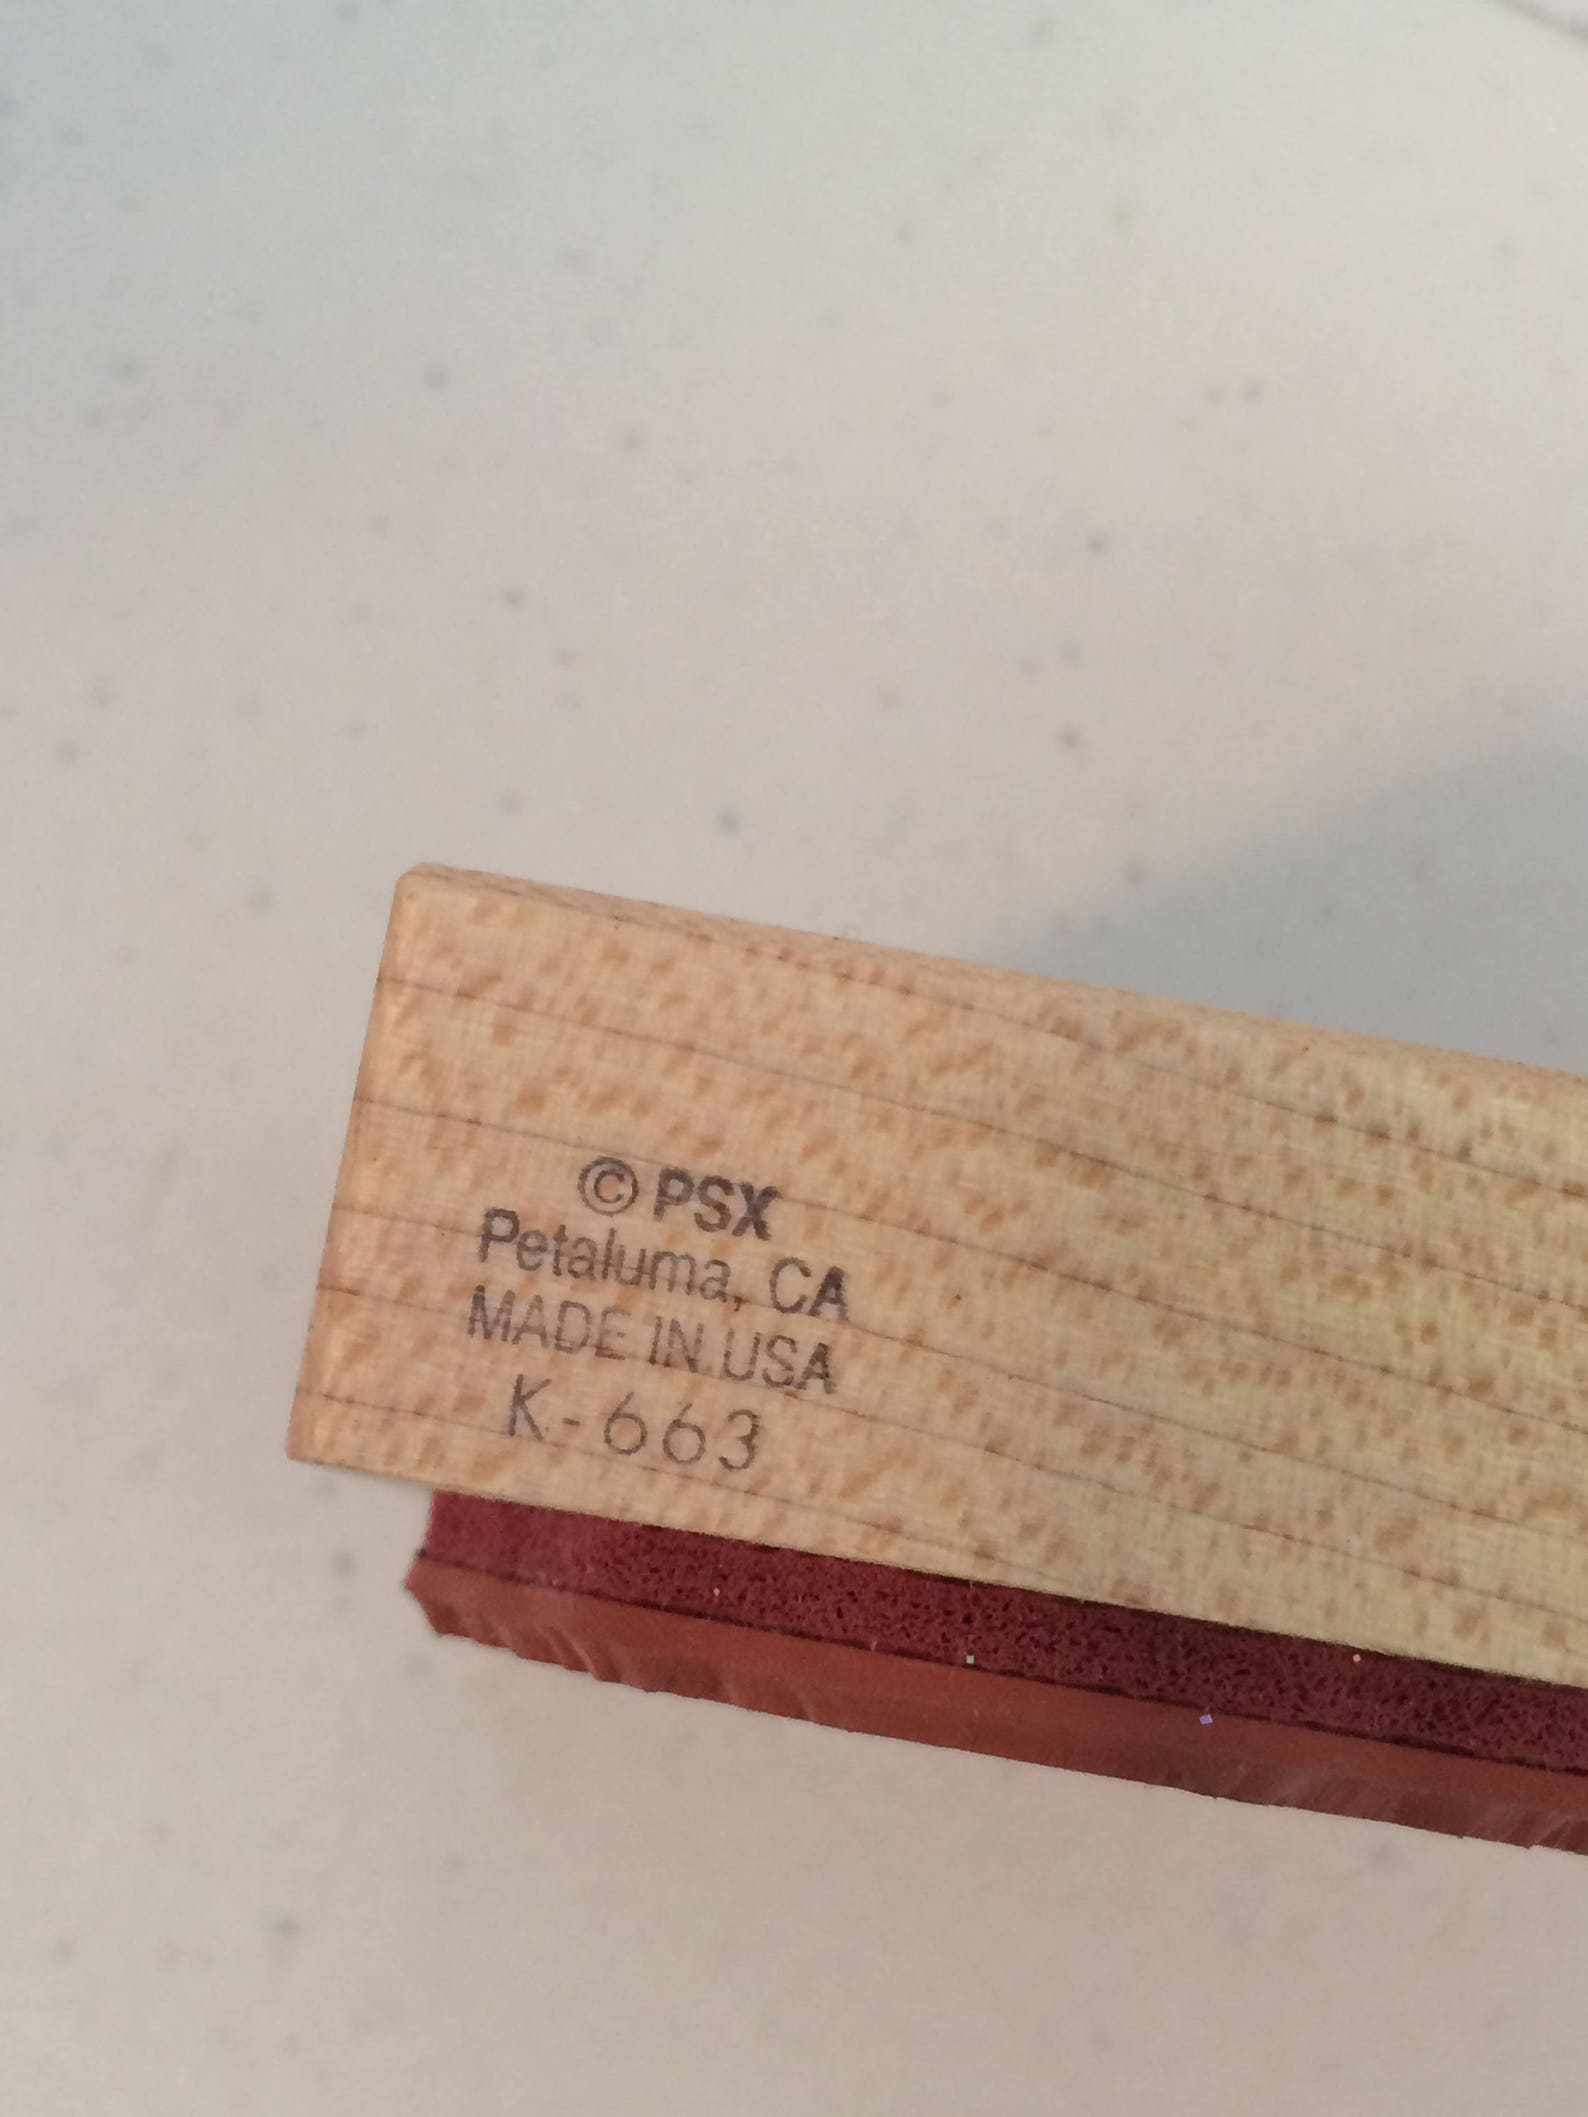 © PSX
Petaluma, CA
MADE IN USA
K-663